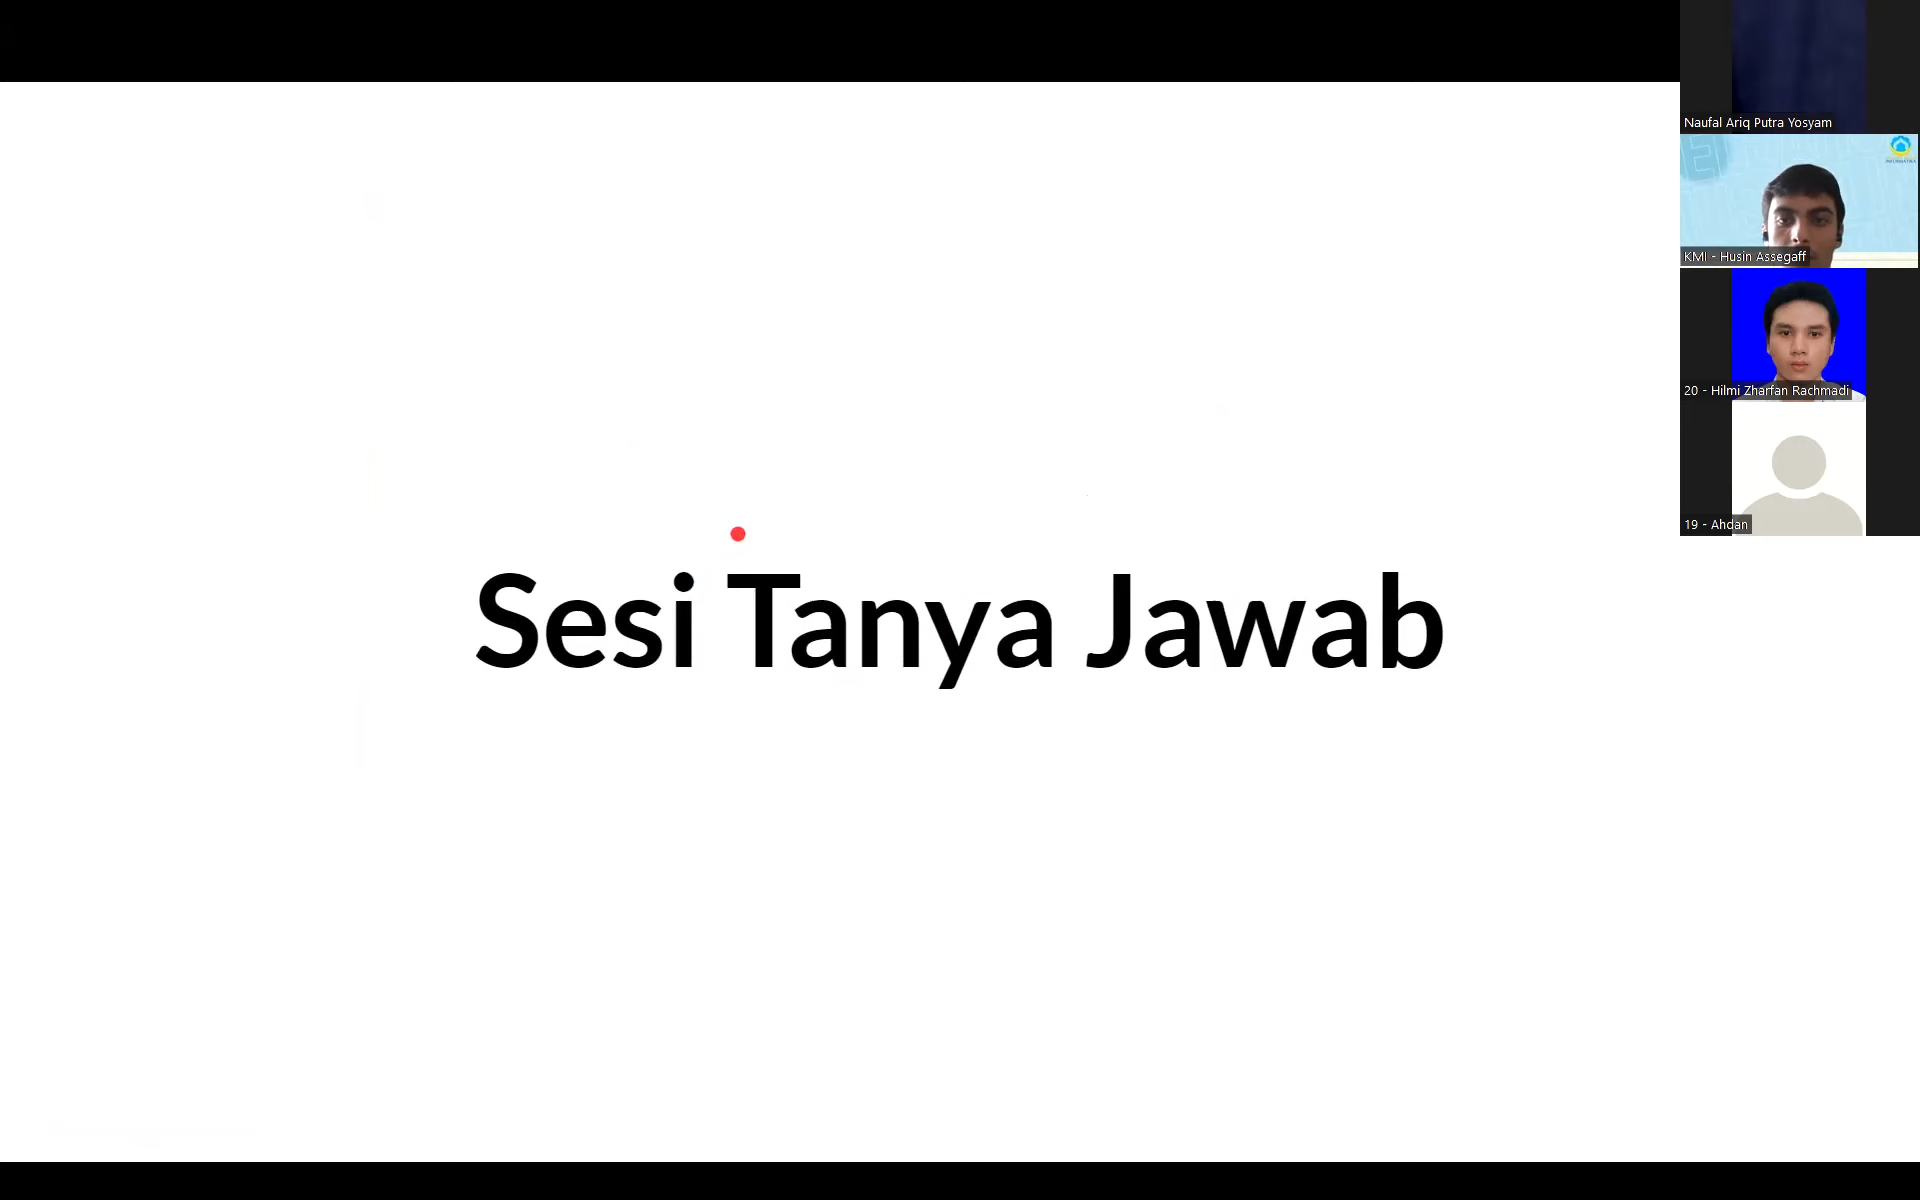 Sesi Tanya Jawab
Naufal Ariq Putra Yosyam
KMI - Husin Assegaff
20 - Hilmi Zharfan Rachmadi
19 - Ahdan